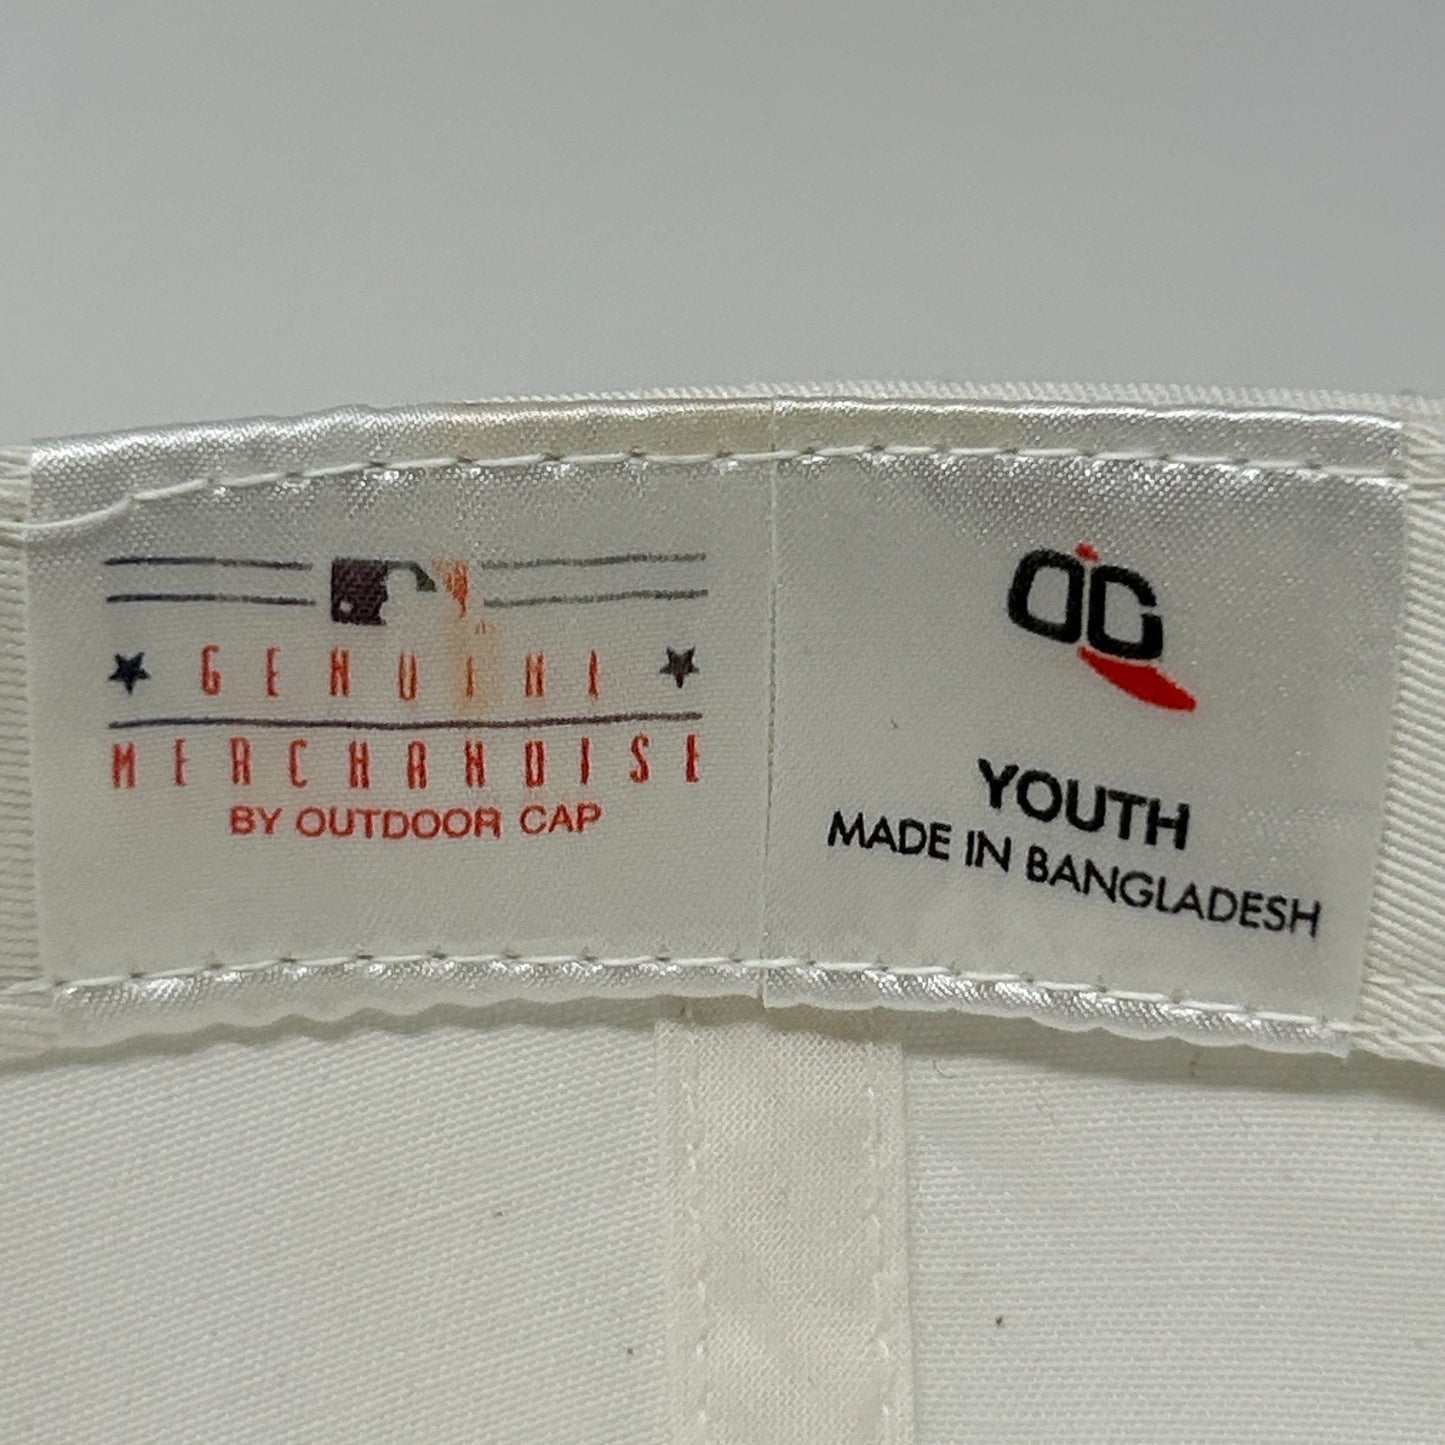 GENUINE
MERCHANDISE
BY OUTDOOR CAP
OC
YOUTH
MADE IN BANGLADESH